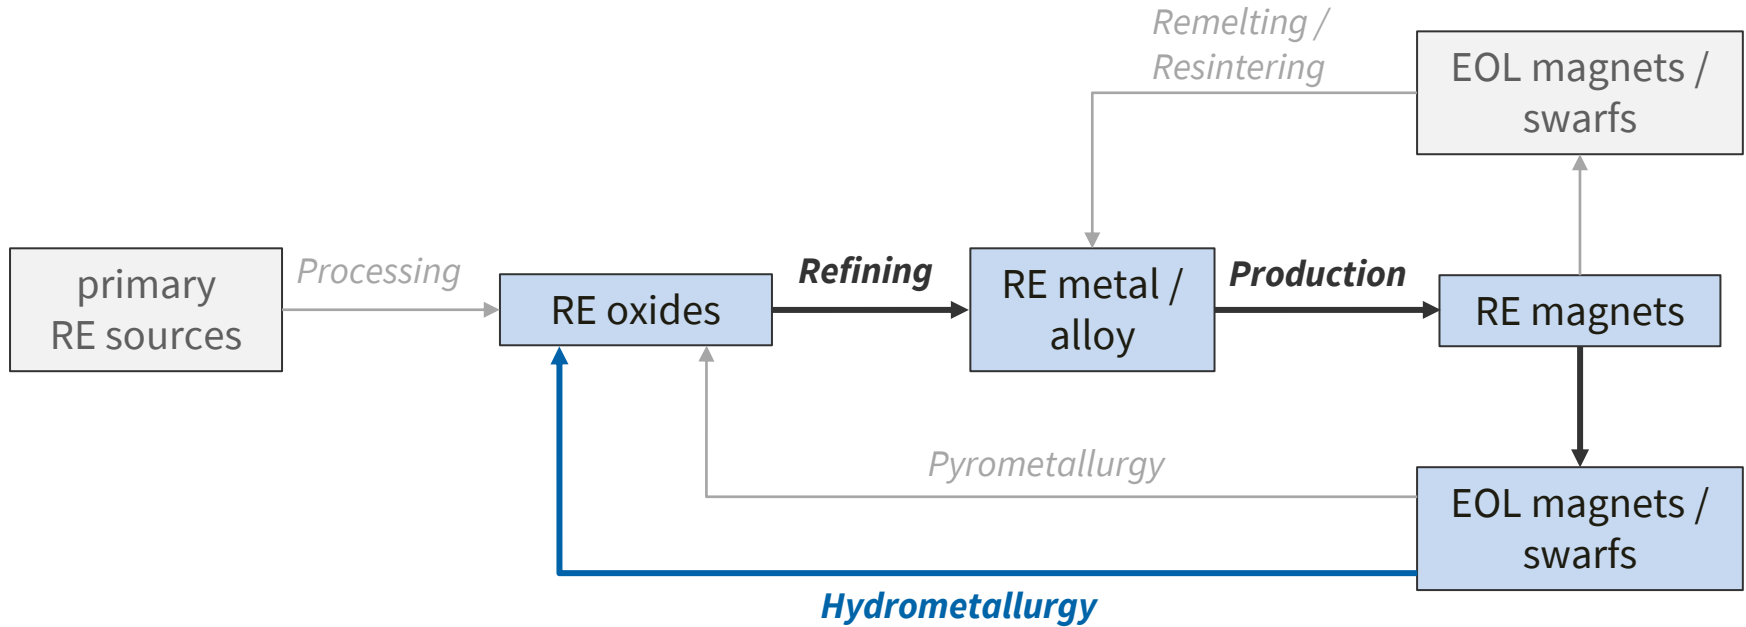 Remelting /
Resintering
EOL magnets /
swarfs
primary
RE sources
Processing
RE oxides
Refining
RE metal /
alloy
Production
RE magnets
Pyrometallurgy
EOL magnets /
swarfs
Hydrometallurgy